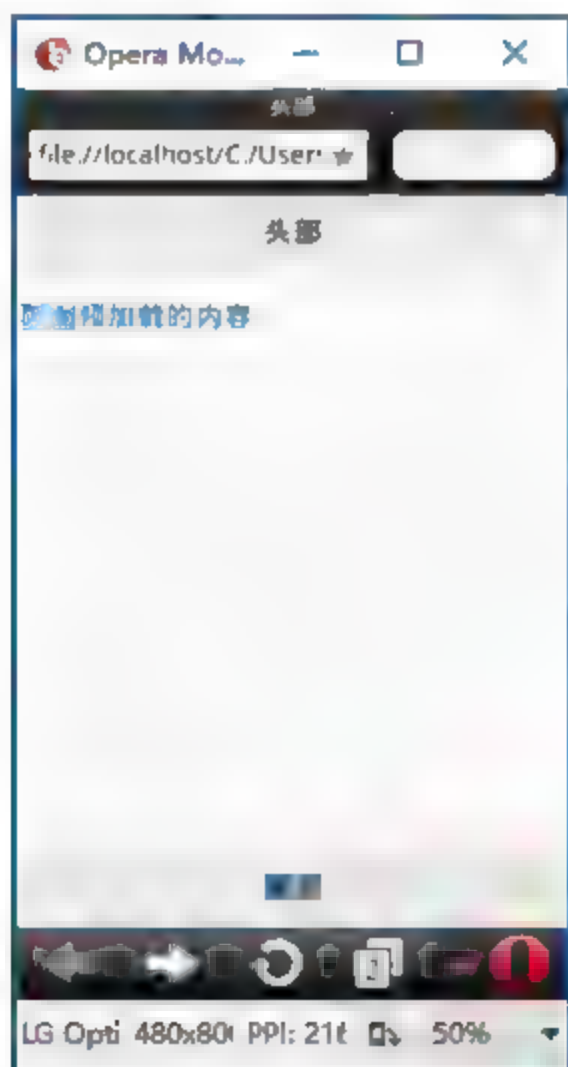 Opera Mo...
头部
file://localhost/C:/User
头部
加载的内容
LG Opti 480x80 PPI: 216 50%